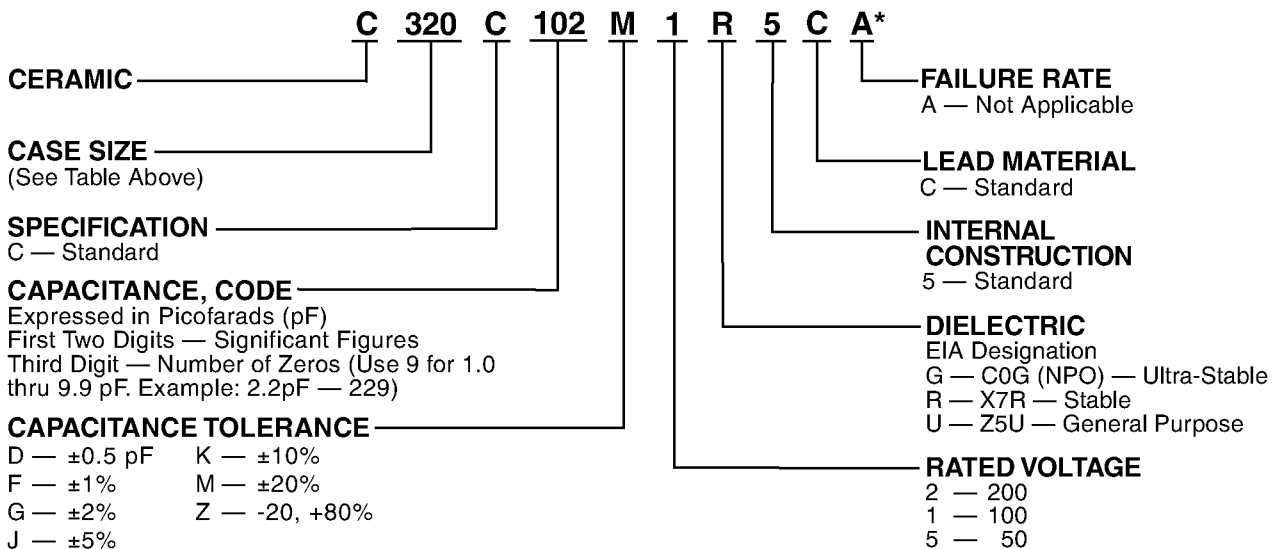 C 320 C 102 M 1 R 5 C A*
CERAMIC
CASE SIZE
(See Table Above)
SPECIFICATION
C — Standard
CAPACITANCE, CODE
Expressed in Picofarads (pF)
First Two Digits — Significant Figures
Third Digit — Number of Zeros (Use 9 for 1.0
thru 9.9 pF. Example: 2.2pF — 229)
CAPACITANCE TOLERANCE
D — ±0.5 pF K — ±10%
F — ±1% M — ±20%
G — ±2% Z — -20, +80%
J — ±5%
FAILURE RATE
A — Not Applicable
LEAD MATERIAL
C — Standard
INTERNAL
CONSTRUCTION
5 — Standard
DIELECTRIC
EIA Designation
G — C0G (NPO) — Ultra-Stable
R — X7R — Stable
U — Z5U — General Purpose
RATED VOLTAGE
2 — 200
1 — 100
5 — 50